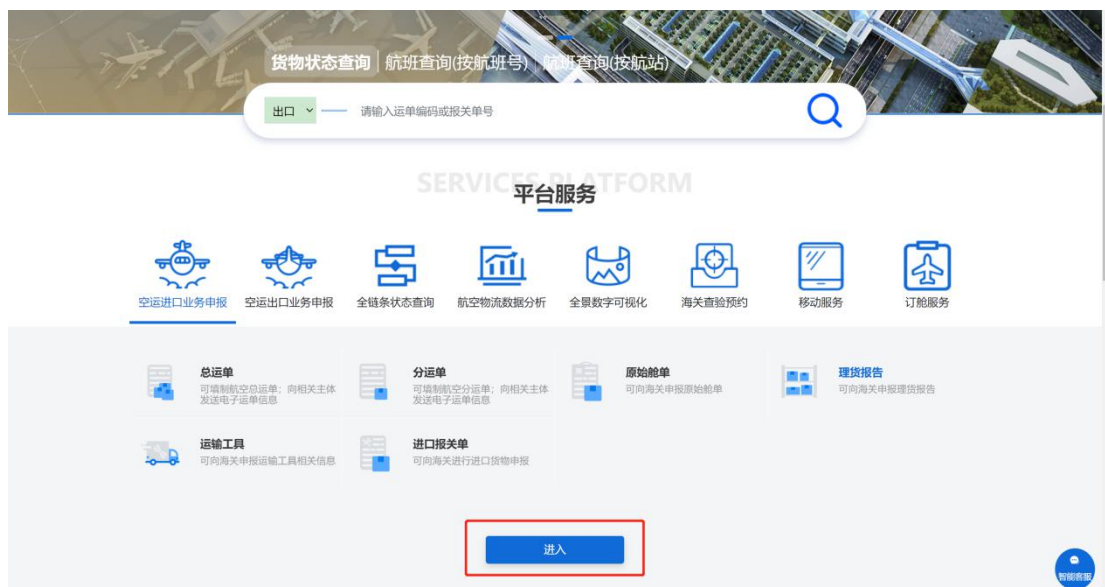 货物状态查询 航班查询(按航班号) 航班查询(按航站)
出口 请输入运单编码或报关单号
SERVICES PLATFORM
平台服务
空运进口业务申报 空运出口业务申报 全链条状态查询 航空物流数据分析 全景数字可视化 海关查验预约 移动服务 订舱服务
总运单 分运单 原始舱单 理货报告
可填制航空总运单；向相关主体 可填制航空分运单；向相关主体 可向海关申报原始舱单 可向海关申报理货报告
发送电子运单信息 发送电子运单信息
运输工具 进口报关单
可向海关申报运输工具相关信息 可向海关进行进口货物申报
进入
智能客服